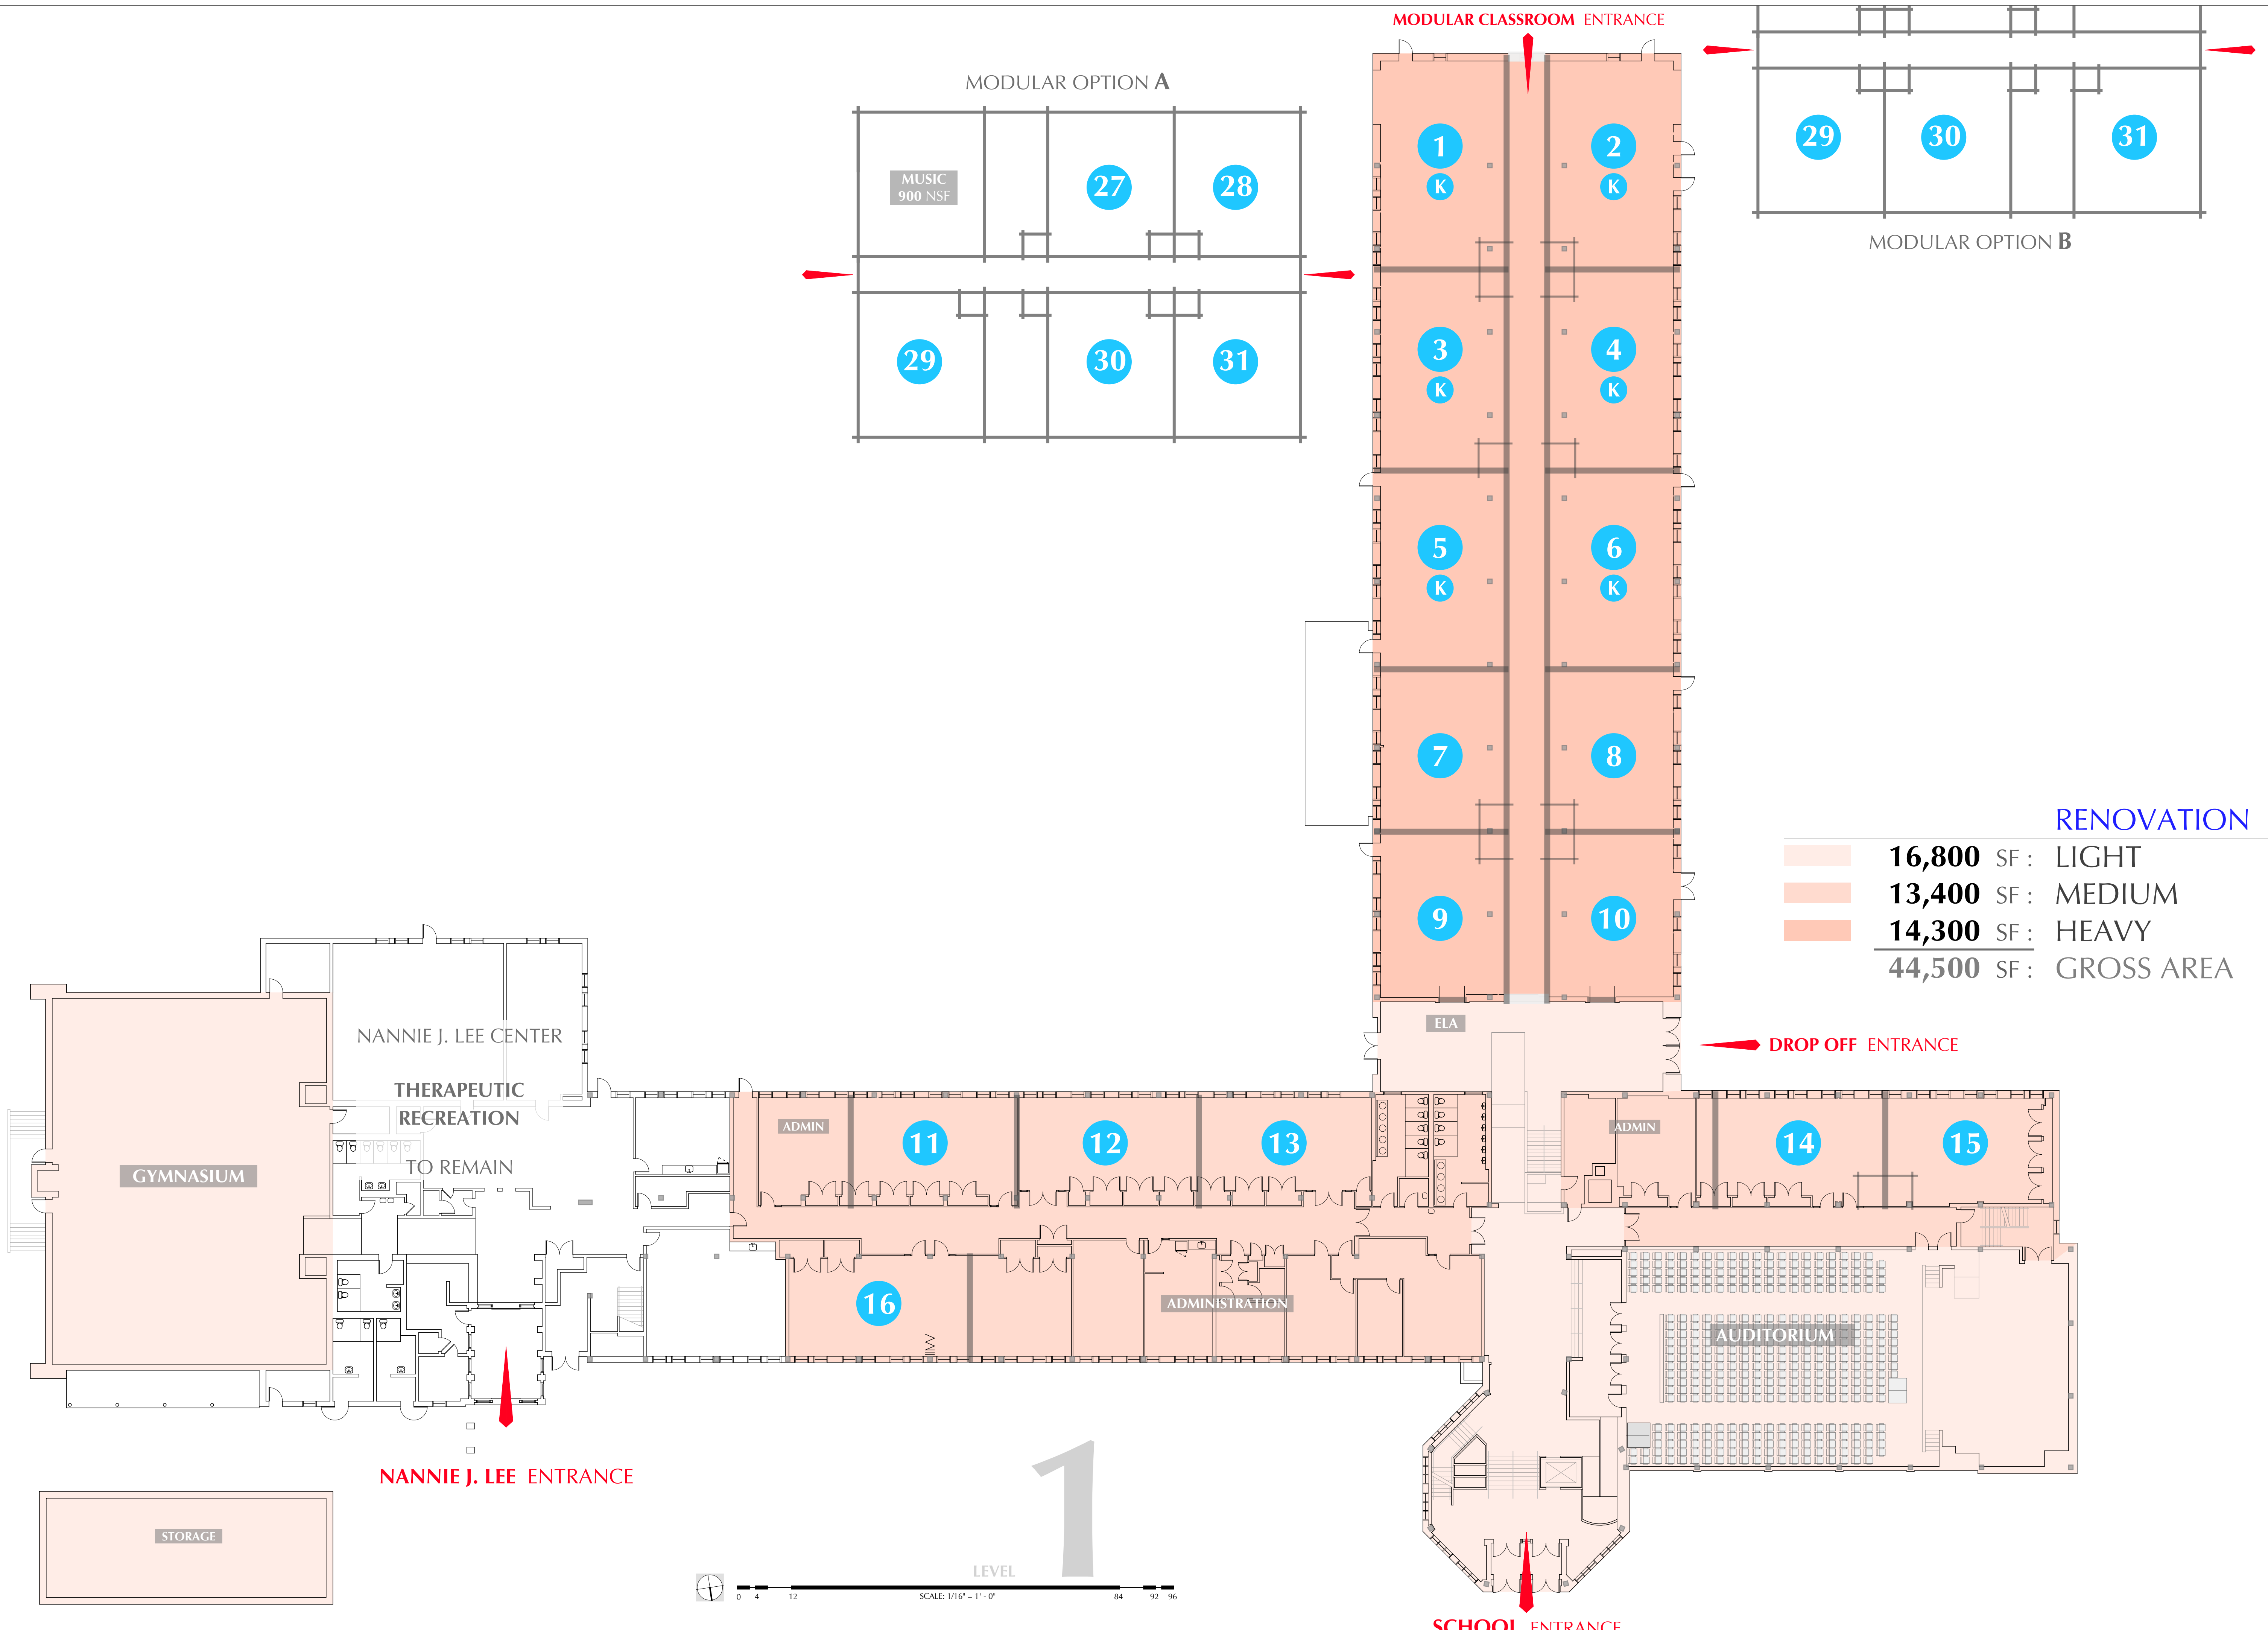 MODULAR CLASSROOM ENTRANCE
MODULAR OPTION A
MUSIC
900 NSF
27
28
29
30
31
1
K
2
K
3
K
4
K
5
K
6
K
7
8
9
10
29
30
31
MODULAR OPTION B
RENOVATION
16,800 SF : LIGHT
13,400 SF : MEDIUM
14,300 SF : HEAVY
44,500 SF : GROSS AREA
ELA
DROP OFF ENTRANCE
NANNIE J. LEE CENTER
THERAPEUTIC
RECREATION
TO REMAIN
GYMNASIUM
ADMIN
11
12
13
ADMIN
14
15
16
ADMINISTRATION
AUDITORIUM
NANNIE J. LEE ENTRANCE
STORAGE
LEVEL
1
0 4 12 84 92 96
SCALE: 1/16" = 1' - 0"
SCHOOL ENTRANCE